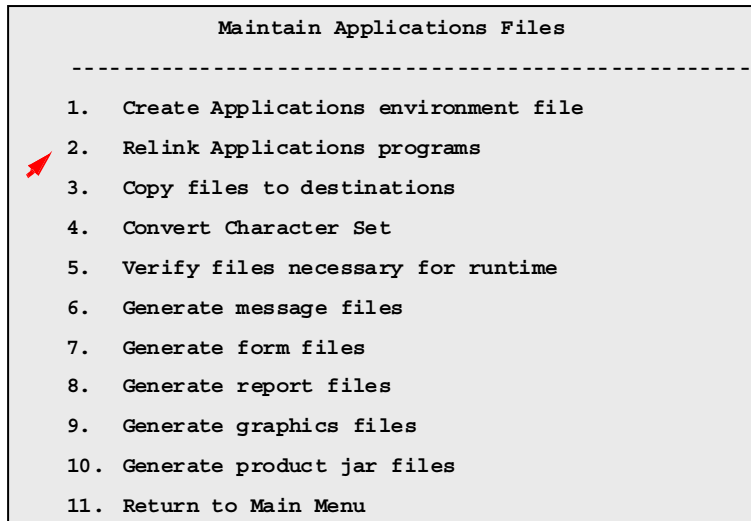 Maintain Applications Files
----------------------------------------------------
1. Create Applications environment file
2. Relink Applications programs
3. Copy files to destinations
4. Convert Character Set
5. Verify files necessary for runtime
6. Generate message files
7. Generate form files
8. Generate report files
9. Generate graphics files
10. Generate product jar files
11. Return to Main Menu